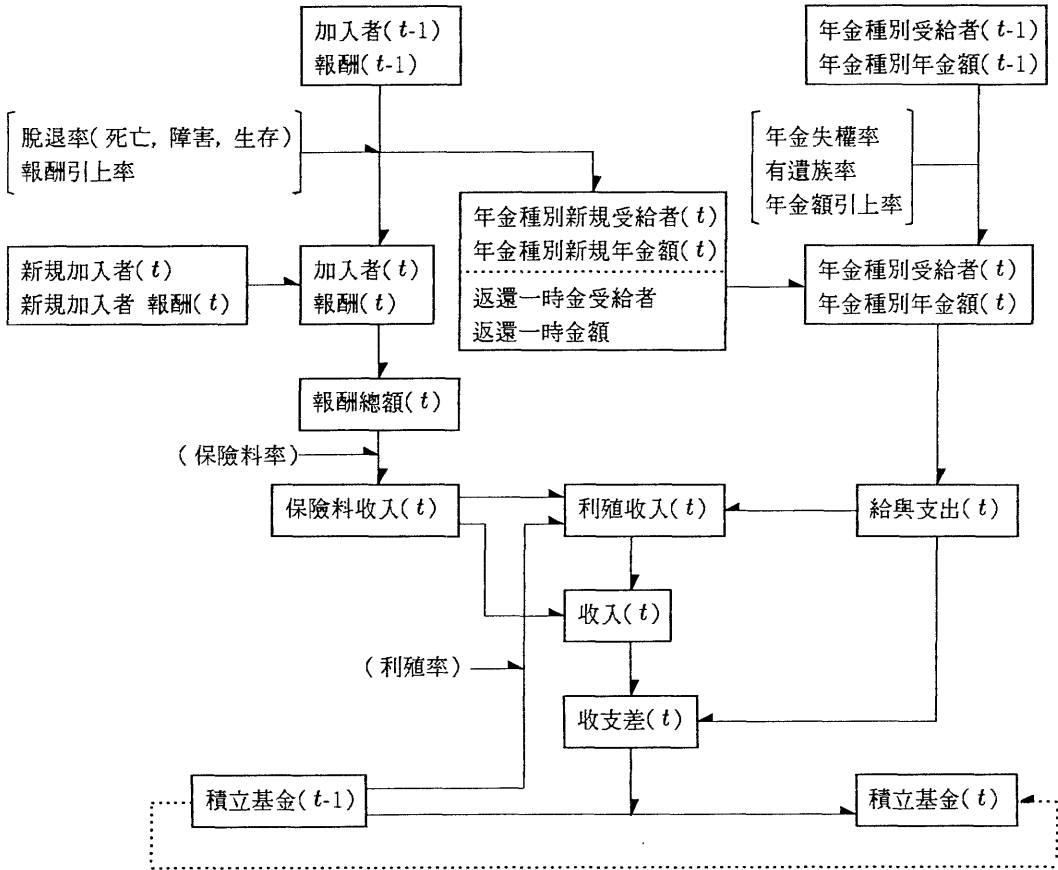 加入者(t-1)
報酬(t-1)
年金種別受給者(t-1)
年金種別年金額(t-1)
脫退率(死亡, 障害, 生存)
報酬引上率
年金失權率
有遺族率
年金額引上率
年金種別新規受給者(t)
年金種別新規年金額(t)
返還一時金受給者
返還一時金額
新規加入者(t)
新規加入者 報酬(t)
加入者(t)
報酬(t)
年金種別受給者(t)
年金種別年金額(t)
報酬總額(t)
(保險料率)
保險料收入(t)
利殖收入(t)
給與支出(t)
收入(t)
(利殖率)
收支差(t)
積立基金(t-1)
積立基金(t)